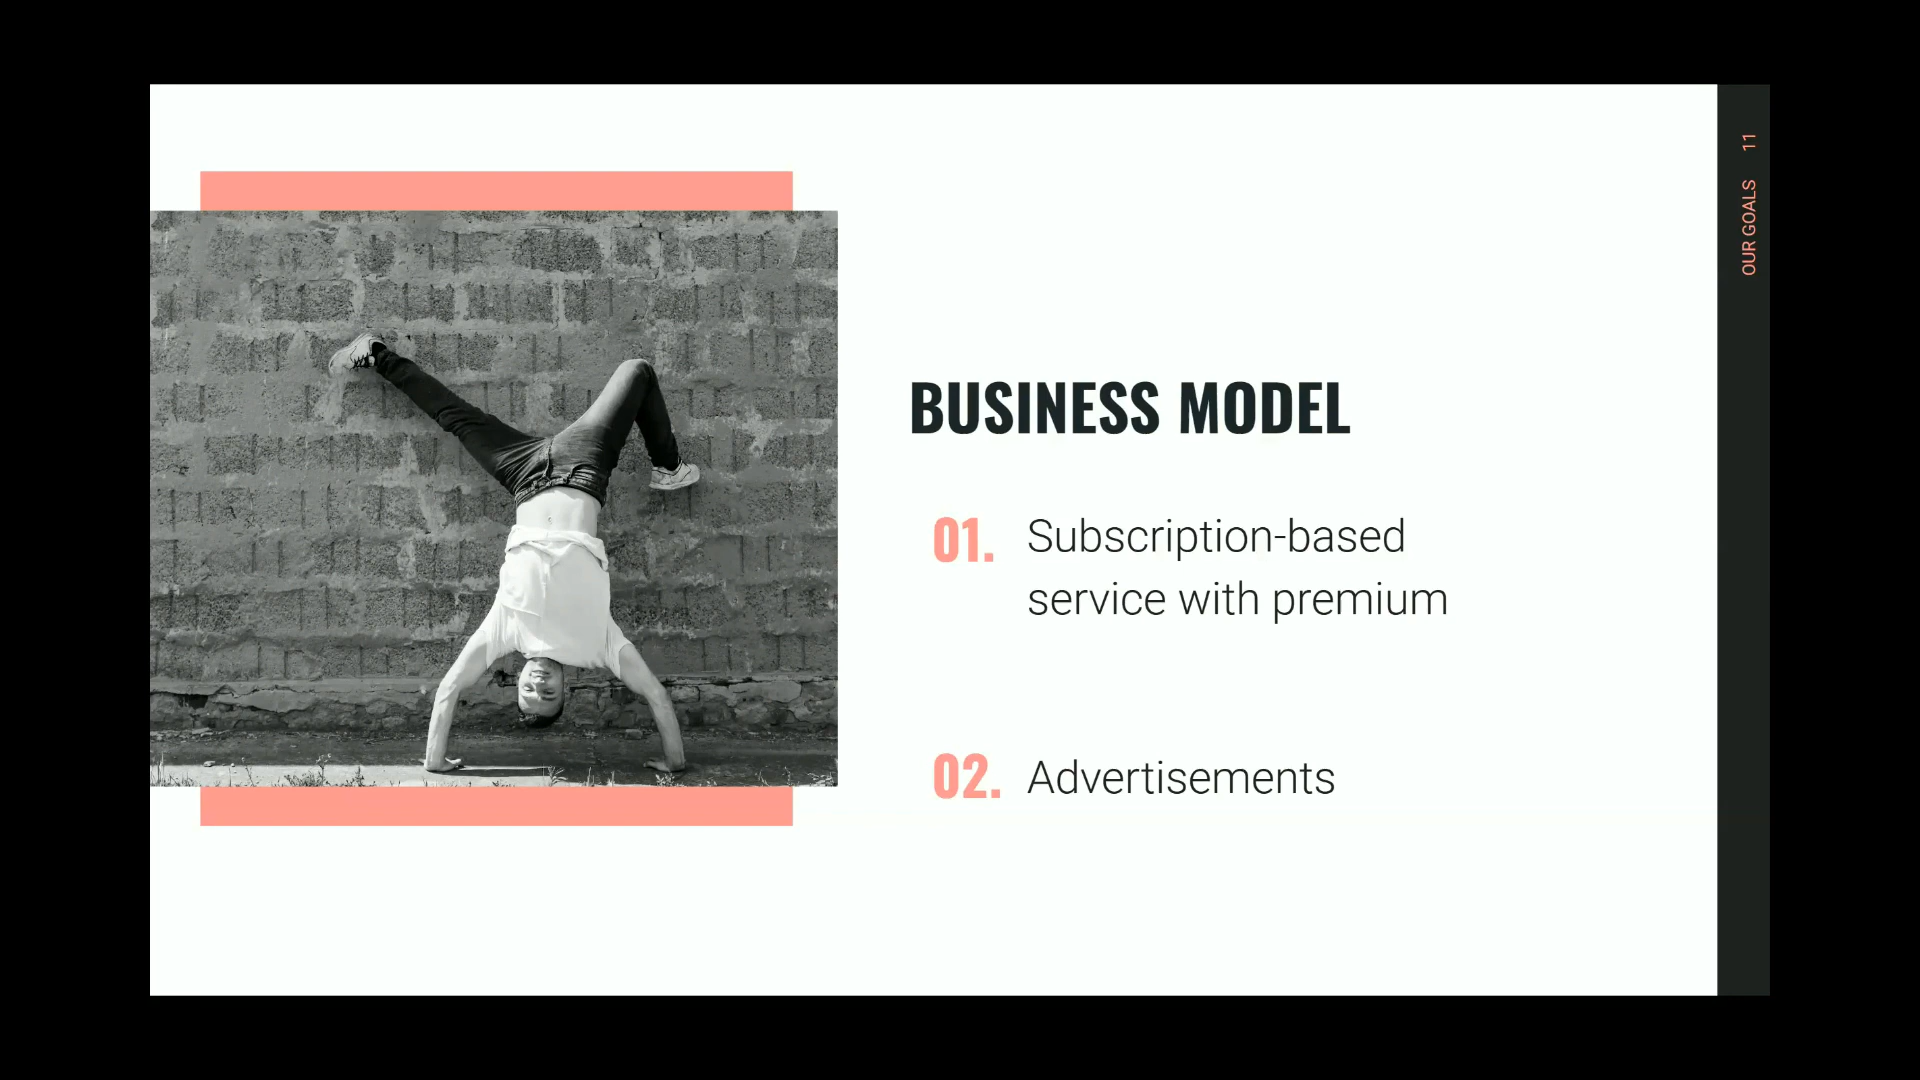 BUSINESS MODEL
01. Subscription-based
service with premium
02. Advertisements
OUR GOALS 11